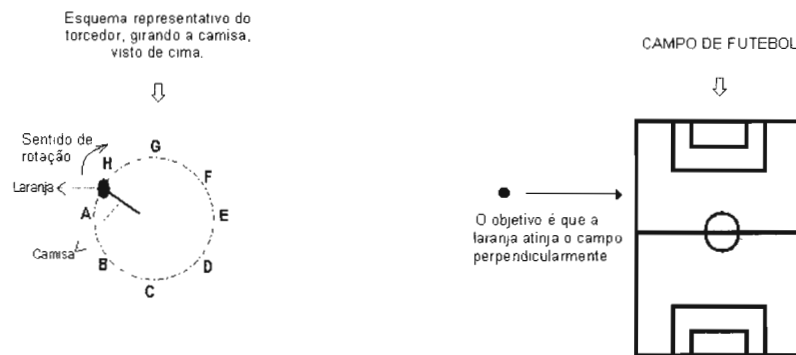 Esquema representativo do
torcedor, girando a camisa,
visto de cima.
CAMPO DE FUTEBOL
Sentido de
rotação
G
H
F
Laranja
A
E
Camisa
B
D
C
O objetivo é que a
laranja atinja o campo
perpendicularmente